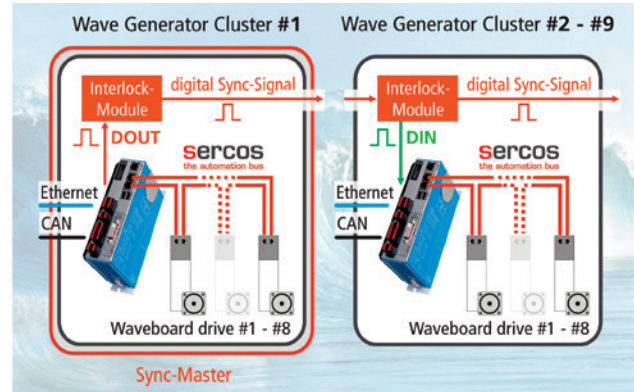 Wave Generator Cluster #1
Interlock-
Module
digital Sync-Signal
DOUT
sercos
the automation bus
Ethernet
CAN
Waveboard drive #1 - #8
Sync-Master
Wave Generator Cluster #2 - #9
Interlock-
Module
digital Sync-Signal
DIN
sercos
the automation bus
Ethernet
CAN
Waveboard drive #1 - #8